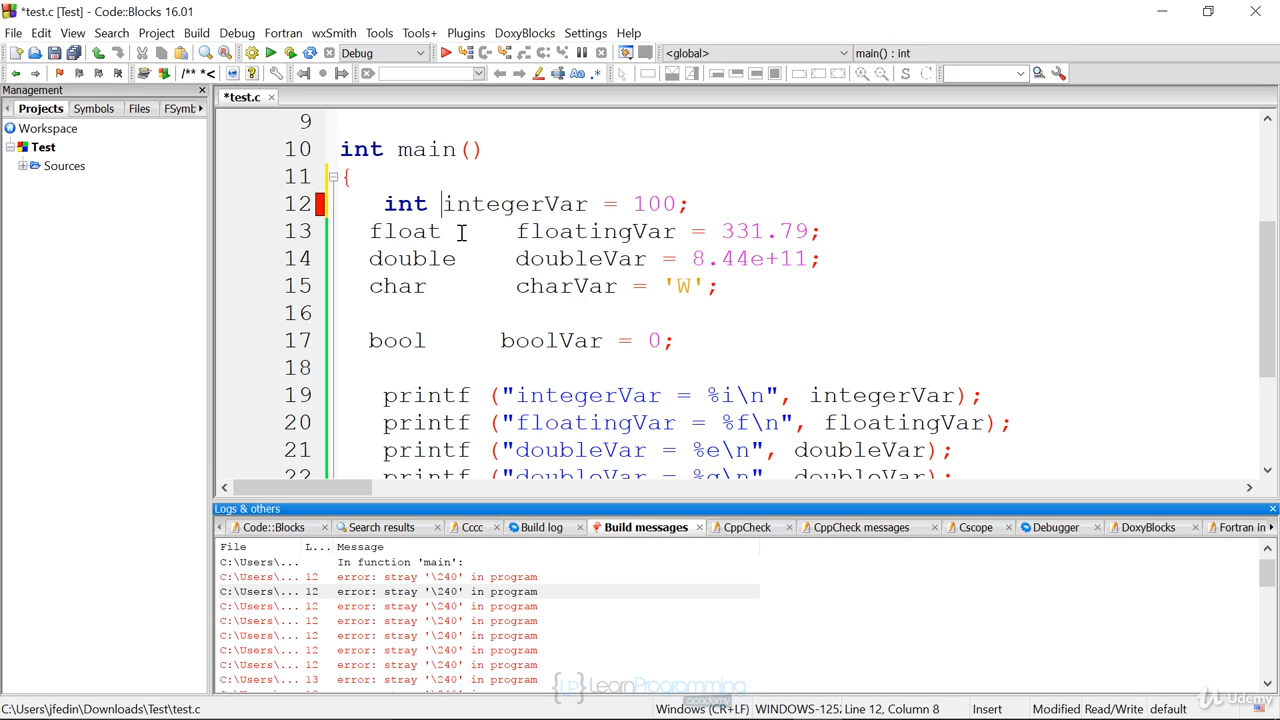 *test.c [Test] - Code::Blocks 16.01
File Edit View Search Project Build Debug Fortran wxSmith Tools Tools+ Plugins DoxyBlocks Settings Help
Debug <global> main() : int
/** *<
Management
*test.c
Projects Symbols Files FSymb
Workspace
Test
Sources
9
10 int main()
11 {
12 int integerVar = 100;
13 float floatingVar = 331.79;
14 double doubleVar = 8.44e+11;
15 char charVar = 'W';
16
17 bool boolVar = 0;
18
19 printf ("integerVar = %i\n", integerVar);
20 printf ("floatingVar = %f\n", floatingVar);
21 printf ("doubleVar = %e\n", doubleVar);
22 printf ("doubleVar = %g\n", doubleVar);
Logs & others
Code::Blocks Search results Cccc Build log Build messages CppCheck CppCheck messages Cscope Debugger DoxyBlocks Fortran in
File L... Message
C:\Users\... In function 'main':
C:\Users\... 12 error: stray '\240' in program
C:\Users\... 12 error: stray '\240' in program
C:\Users\... 12 error: stray '\240' in program
C:\Users\... 12 error: stray '\240' in program
C:\Users\... 12 error: stray '\240' in program
C:\Users\... 12 error: stray '\240' in program
C:\Users\... 12 error: stray '\240' in program
C:\Users\... 13 error: stray '\240' in program
{LP} LearnProgramming
academy
Udemy
C:\Users\jfedin\Downloads\Test\test.c Windows (CR+LF) WINDOWS-125 Line 12, Column 8 Insert Modified Read/Write default